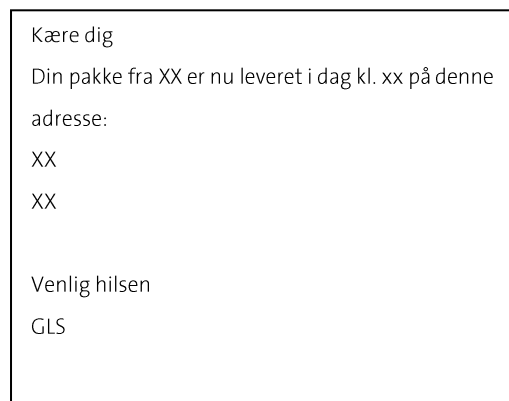 Kære dig
Din pakke fra XX er nu leveret i dag kl. xx på denne
adresse:
XX
XX
Venlig hilsen
GLS